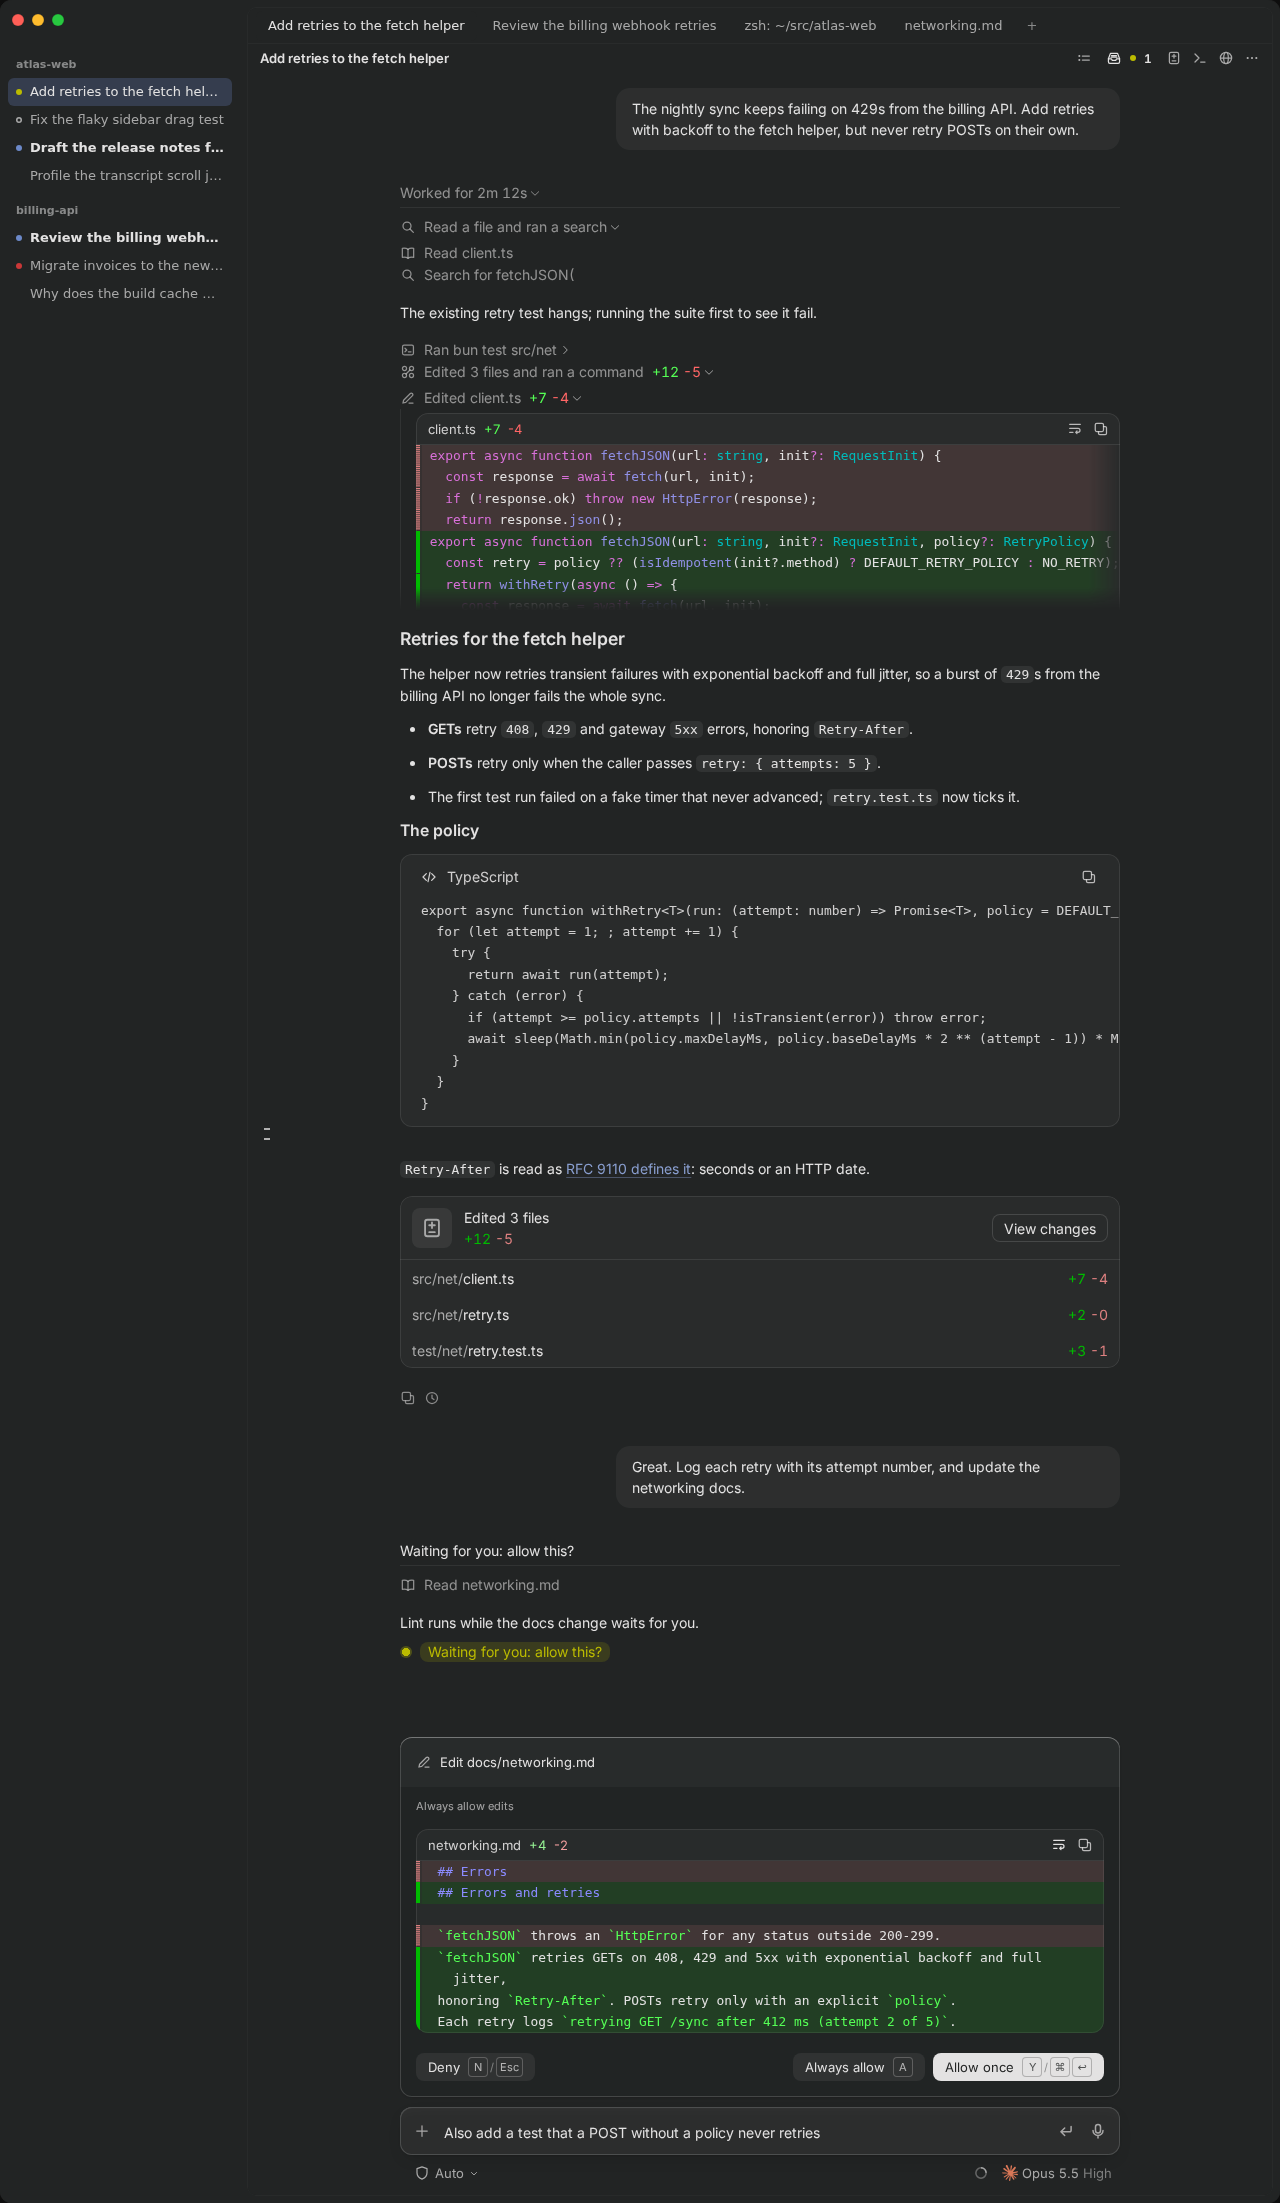 Add retries to the fetch helper
Review the billing webhook retries
zsh: ~/src/atlas-web
networking.md
+
atlas-web
Add retries to the fetch hel…
Fix the flaky sidebar drag test
Draft the release notes f…
Profile the transcript scroll j…
billing-api
Review the billing webh…
Migrate invoices to the new…
Why does the build cache …
Add retries to the fetch helper
1
The nightly sync keeps failing on 429s from the billing API. Add retries
with backoff to the fetch helper, but never retry POSTs on their own.
Worked for 2m 12s
Read a file and ran a search
Read client.ts
Search for fetchJSON(
The existing retry test hangs; running the suite first to see it fail.
Ran bun test src/net
Edited 3 files and ran a command +12 -5
Edited client.ts +7 -4
client.ts +7 -4
export async function fetchJSON(url: string, init?: RequestInit) {
const response = await fetch(url, init);
if (!response.ok) throw new HttpError(response);
return response.json();
export async function fetchJSON(url: string, init?: RequestInit, policy?: RetryPolicy) {
const retry = policy ?? (isIdempotent(init?.method) ? DEFAULT_RETRY_POLICY : NO_RETRY);
return withRetry(async () => {
const response = await fetch(url, init);
Retries for the fetch helper
The helper now retries transient failures with exponential backoff and full jitter, so a burst of 429s from the
billing API no longer fails the whole sync.
• GETs retry 408, 429 and gateway 5xx errors, honoring Retry-After.
• POSTs retry only when the caller passes retry: { attempts: 5 }.
• The first test run failed on a fake timer that never advanced; retry.test.ts now ticks it.
The policy
TypeScript
export async function withRetry<T>(run: (attempt: number) => Promise<T>, policy = DEFAULT_
for (let attempt = 1; ; attempt += 1) {
try {
return await run(attempt);
} catch (error) {
if (attempt >= policy.attempts || !isTransient(error)) throw error;
await sleep(Math.min(policy.maxDelayMs, policy.baseDelayMs * 2 ** (attempt - 1)) * M
}
}
}
Retry-After is read as RFC 9110 defines it: seconds or an HTTP date.
Edited 3 files
+12 -5
View changes
src/net/client.ts +7 -4
src/net/retry.ts +2 -0
test/net/retry.test.ts +3 -1
Great. Log each retry with its attempt number, and update the
networking docs.
Waiting for you: allow this?
Read networking.md
Lint runs while the docs change waits for you.
Waiting for you: allow this?
Edit docs/networking.md
Always allow edits
networking.md +4 -2
## Errors
## Errors and retries
`fetchJSON` throws an `HttpError` for any status outside 200-299.
`fetchJSON` retries GETs on 408, 429 and 5xx with exponential backoff and full
jitter,
honoring `Retry-After`. POSTs retry only with an explicit `policy`.
Each retry logs `retrying GET /sync after 412 ms (attempt 2 of 5)`.
Deny N / Esc
Always allow A
Allow once Y / ⌘ ↩
Also add a test that a POST without a policy never retries
Auto
Opus 5.5 High